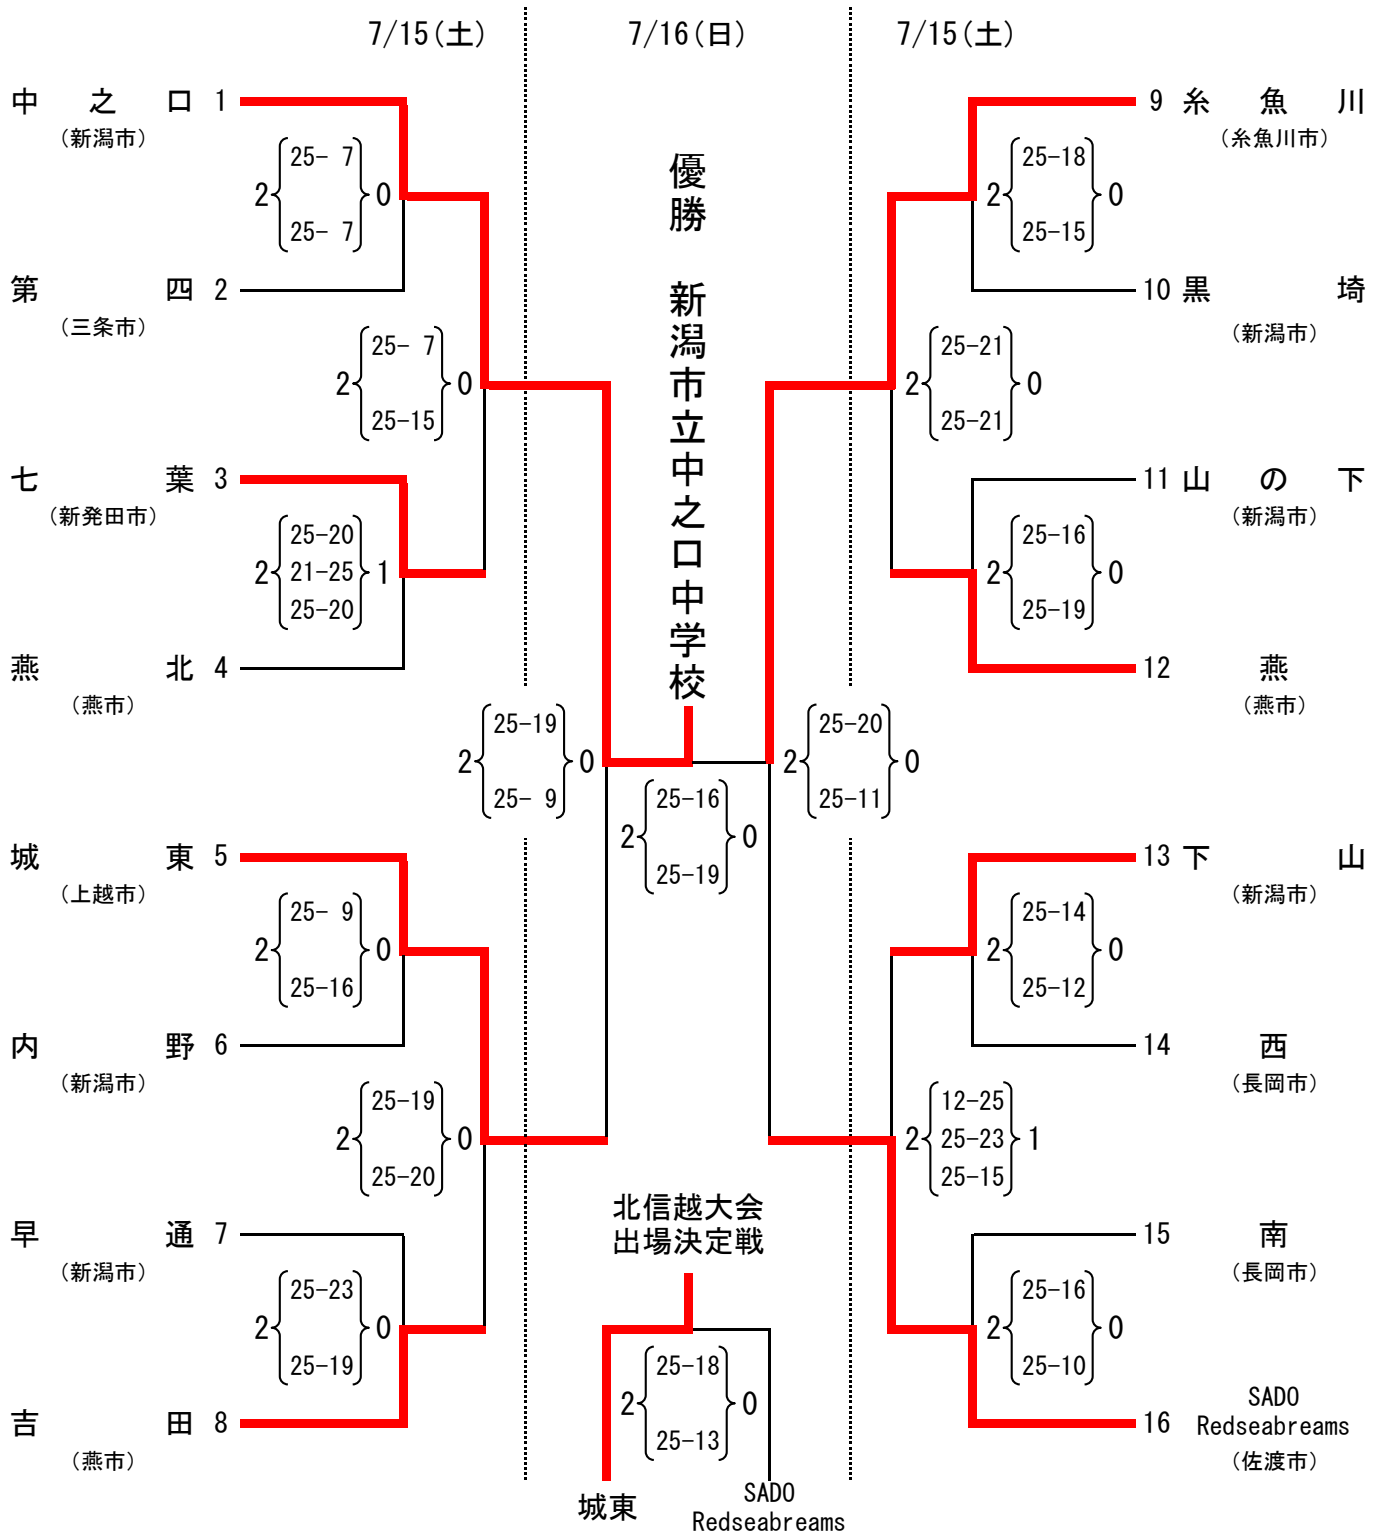 7/15(土)
7/16(日)
7/15(土)
中之口 1
(新潟市)
25- 7
2 0
25- 7
第四 2
(三条市)
25- 7
2 0
25-15
七葉 3
(新発田市)
25-20
2 21-25 1
25-20
燕北 4
(燕市)
25-19
2 0
25- 9
城東 5
(上越市)
25- 9
2 0
25-16
内野 6
(新潟市)
25-19
2 0
25-20
早通 7
(新潟市)
25-23
2 0
25-19
吉田 8
(燕市)
優勝 新潟市立中之口中学校
25-16
2 0
25-19
北信越大会
出場決定戦
25-18
2 0
25-13
城東
SADO
Redseabreams
9 糸魚川
(糸魚川市)
25-18
2 0
25-15
10 黒埼
(新潟市)
25-21
2 0
25-21
11 山の下
(新潟市)
25-16
2 0
25-19
12 燕
(燕市)
25-20
2 0
25-11
13 下山
(新潟市)
25-14
2 0
25-12
14 西
(長岡市)
12-25
2 25-23 1
25-15
15 南
(長岡市)
25-16
2 0
25-10
SADO
16 Redseabreams
(佐渡市)